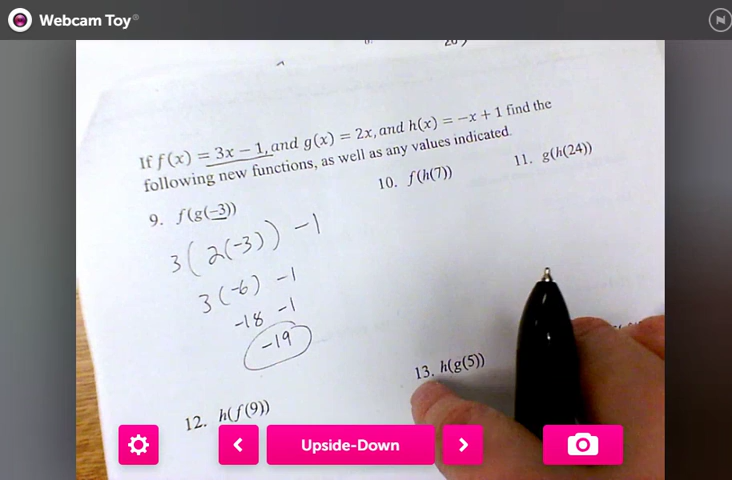 Webcam Toy
If f(x) = 3x − 1, and g(x) = 2x, and h(x) = −x + 1 find the
following new functions, as well as any values indicated.
9. f(g(−3))
10. f(h(7))
11. g(h(24))
3(2(-3)) -1
3(-6) -1
-18 -1
-19
12. h(f(9))
13. h(g(5))
Upside-Down